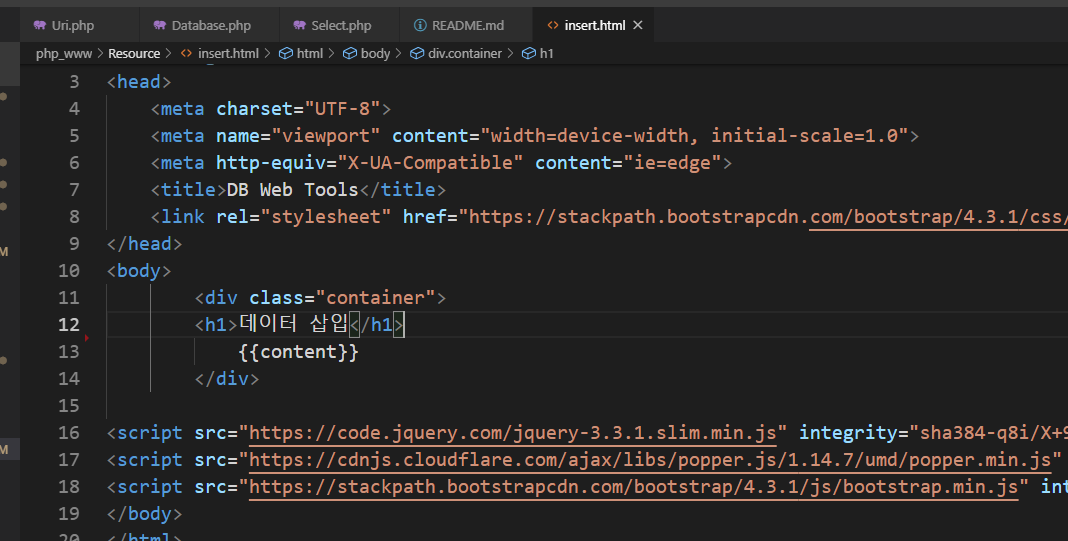 Uri.php Database.php Select.php README.md insert.html
php_www > Resource > insert.html > html > body > div.container > h1
3 <head>
4 <meta charset="UTF-8">
5 <meta name="viewport" content="width=device-width, initial-scale=1.0">
6 <meta http-equiv="X-UA-Compatible" content="ie=edge">
7 <title>DB Web Tools</title>
8 <link rel="stylesheet" href="https://stackpath.bootstrapcdn.com/bootstrap/4.3.1/css/
9 </head>
10 <body>
11 <div class="container">
12 <h1>데이터 삽입</h1>
M
13 {{content}}
14 </div>
15
16 <script src="https://code.jquery.com/jquery-3.3.1.slim.min.js" integrity="sha384-q8i/X+9
M
17 <script src="https://cdnjs.cloudflare.com/ajax/libs/popper.js/1.14.7/umd/popper.min.js"
18 <script src="https://stackpath.bootstrapcdn.com/bootstrap/4.3.1/js/bootstrap.min.js" int
19 </body>
20 </html>